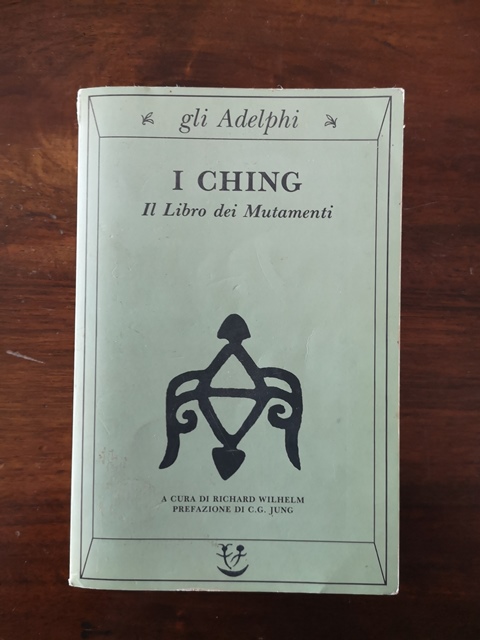 gli Adelphi
I CHING
Il Libro dei Mutamenti
A CURA DI RICHARD WILHELM
PREFAZIONE DI C.G. JUNG